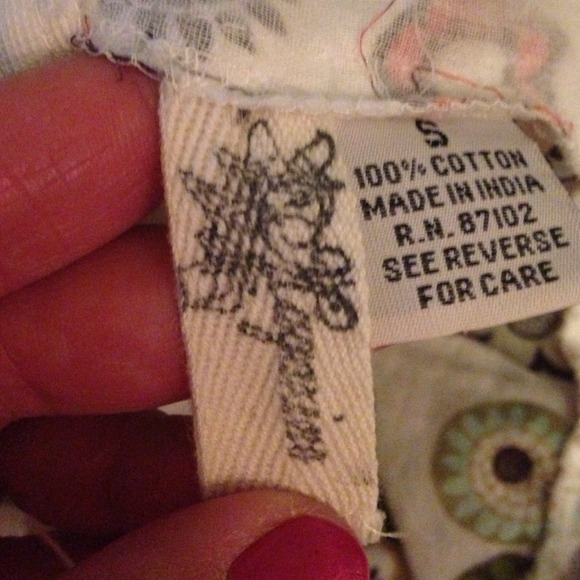 S
100% COTTON
MADE IN INDIA
R.N. 87102
SEE REVERSE
FOR CARE